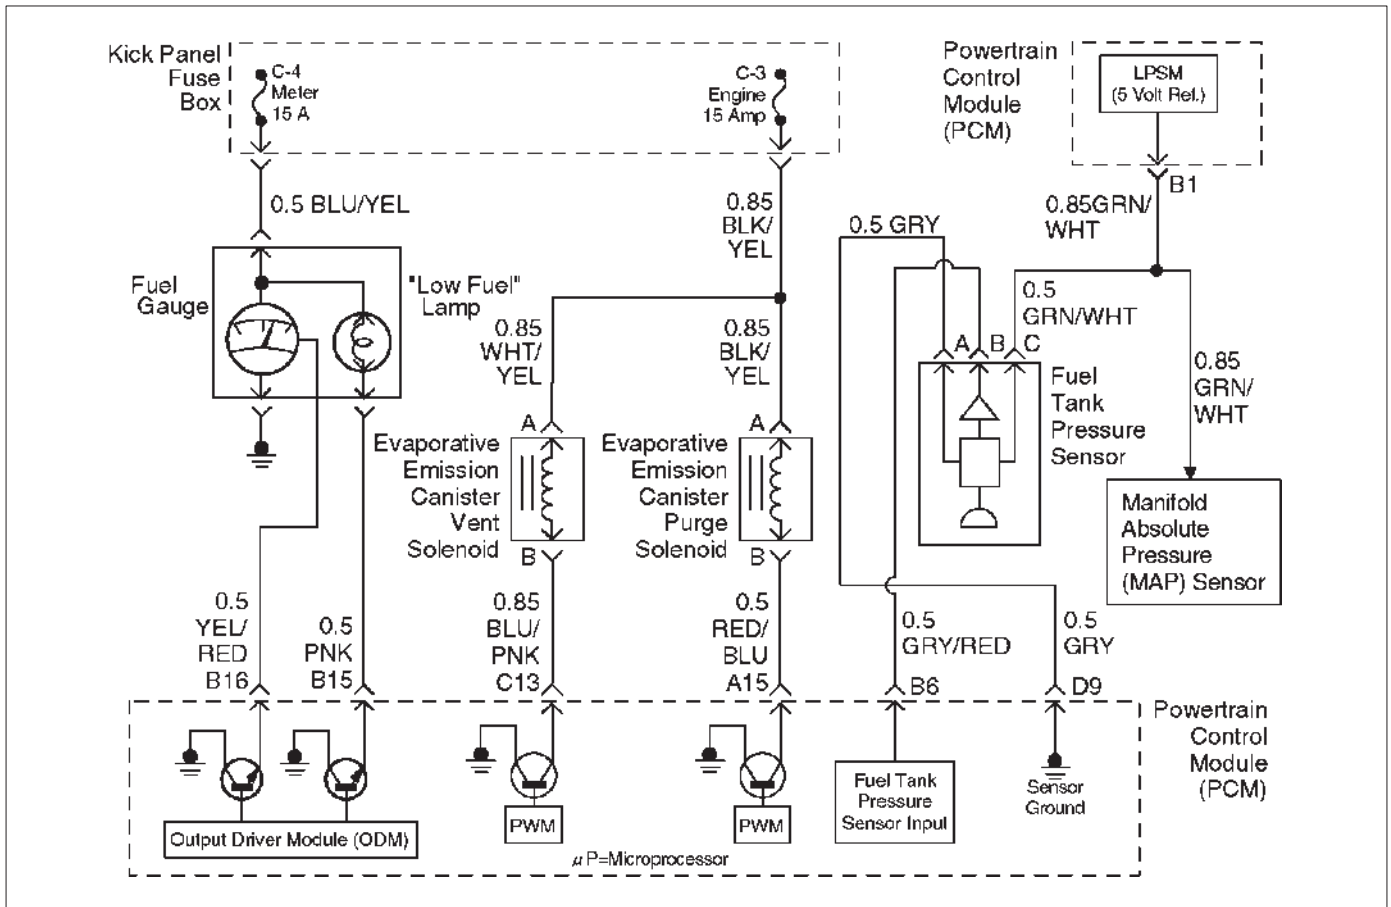 Kick Panel
Fuse
Box
C-4
Meter
15 A
C-3
Engine
15 Amp
Powertrain
Control
Module
(PCM)
LPSM
(5 Volt Ref.)
B1
0.5 BLU/YEL
0.85
BLK/
YEL
0.5 GRY
0.85GRN/
WHT
Fuel
Gauge
"Low Fuel"
Lamp
0.85
WHT/
YEL
0.85
BLK/
YEL
0.5
GRN/WHT
A
B
C
Fuel
Tank
Pressure
Sensor
0.85
GRN/
WHT
A
Evaporative
Emission
Canister
Vent
Solenoid
B
A
Evaporative
Emission
Canister
Purge
Solenoid
B
Manifold
Absolute
Pressure
(MAP) Sensor
0.5
YEL/
RED
B16
0.5
PNK
B15
0.85
BLU/
PNK
C13
0.5
RED/
BLU
A15
0.5
GRY/RED
B6
0.5
GRY
D9
Powertrain
Control
Module
(PCM)
Output Driver Module (ODM)
PWM
PWM
Fuel Tank
Pressure
Sensor Input
Sensor
Ground
μP=Microprocessor